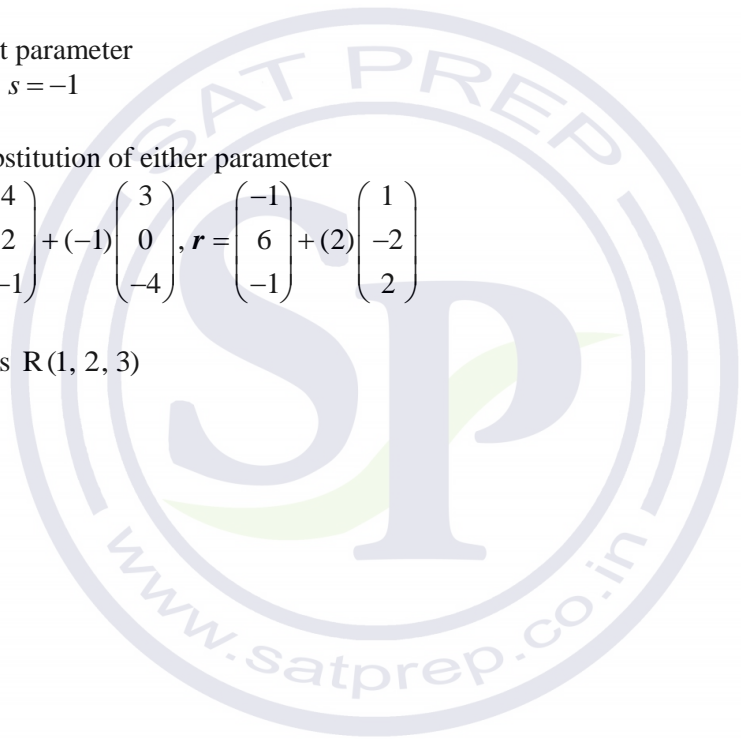 t parameter
s = −1
bstitution of either parameter
4
2
−1
+ (−1)
3
0
−4
, r =
−1
6
−1
+ (2)
1
−2
2
s R (1, 2, 3)
SAT PREP
SP
www.satprep.co.in